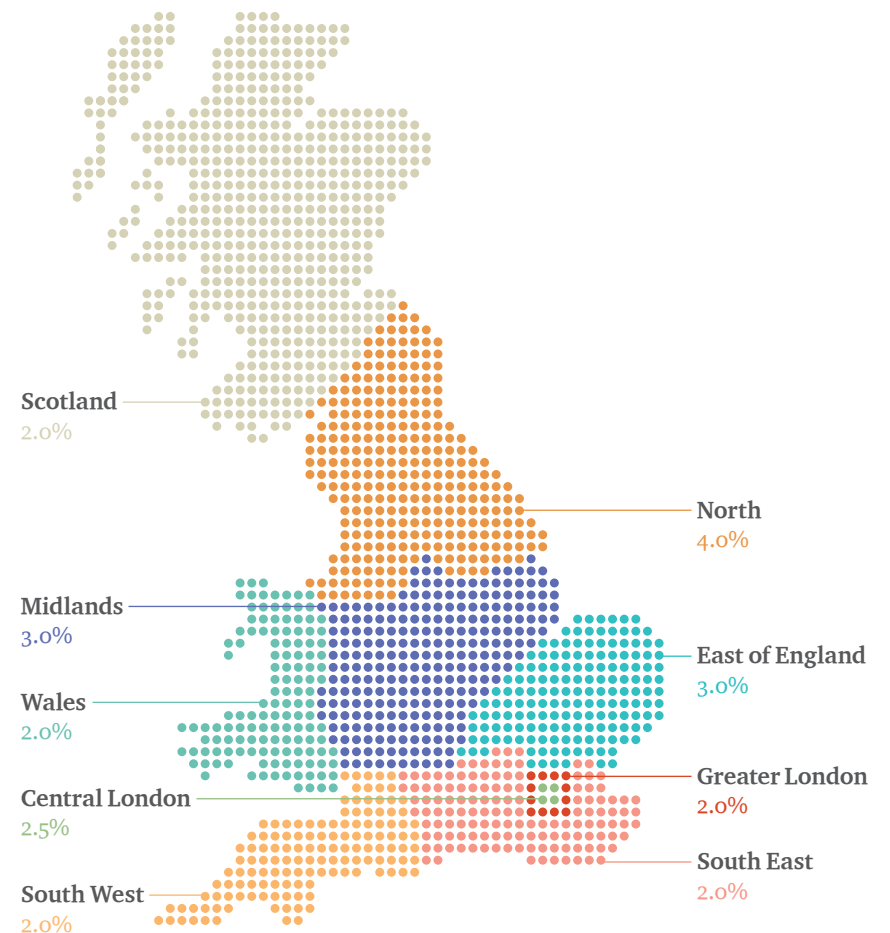 Scotland
2.0%
North
4.0%
Midlands
3.0%
East of England
3.0%
Wales
2.0%
Greater London
2.0%
Central London
2.5%
South East
2.0%
South West
2.0%